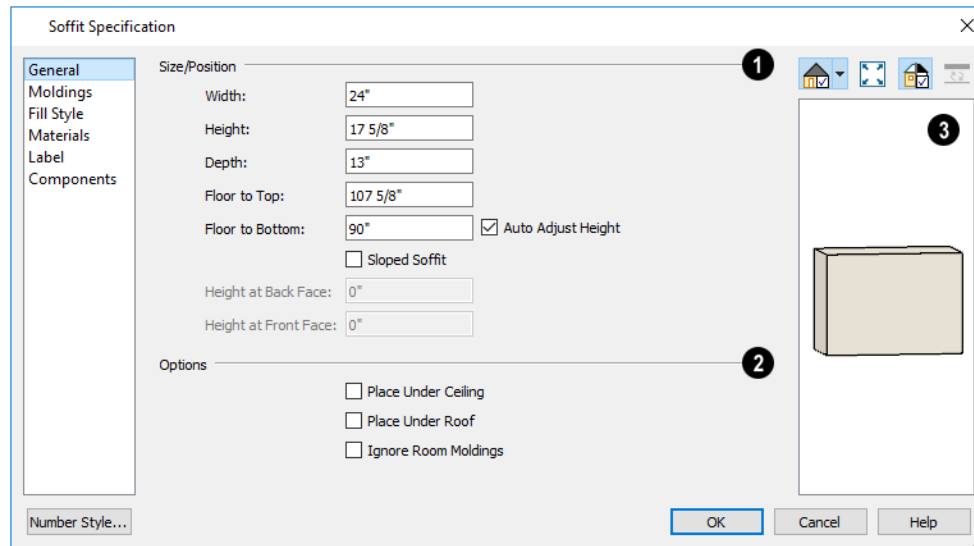 Soffit Specification
General
Moldings
Fill Style
Materials
Label
Components
Size/Position
1
Width: 24"
Height: 17 5/8"
Depth: 13"
Floor to Top: 107 5/8"
Floor to Bottom: 90" Auto Adjust Height
Sloped Soffit
Height at Back Face: 0"
Height at Front Face: 0"
Options
2
Place Under Ceiling
Place Under Roof
Ignore Room Moldings
3
Number Style... OK Cancel Help